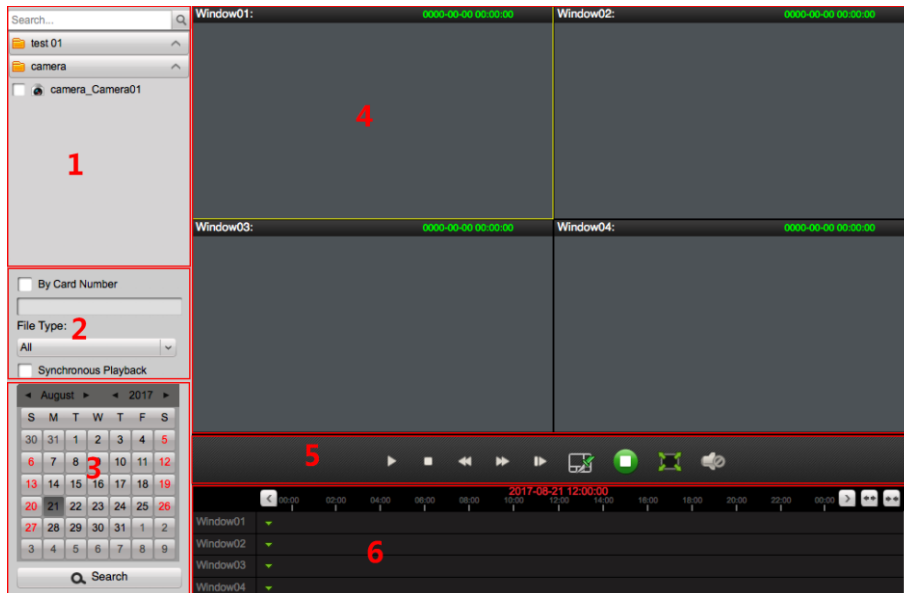 Search...
test 01
camera
camera_Camera01
1
By Card Number
File Type:
2
All
Synchronous Playback
August 2017
S M T W T F S
30 31 1 2 3 4 5
6 7 8 10 11 12
3
13 14 15 16 17 18 19
20 21 22 23 24 25 26
27 28 29 30 31 1 2
3 4 5 6 7 8 9
Search
Window01: 0000-00-00 00:00:00
Window02: 0000-00-00 00:00:00
4
Window03: 0000-00-00 00:00:00
Window04: 0000-00-00 00:00:00
5
2017-08-21 12:00:00
00:00 02:00 04:00 06:00 08:00 10:00 14:00 16:00 18:00 20:00 22:00 00:00
Window01
Window02
6
Window03
Window04